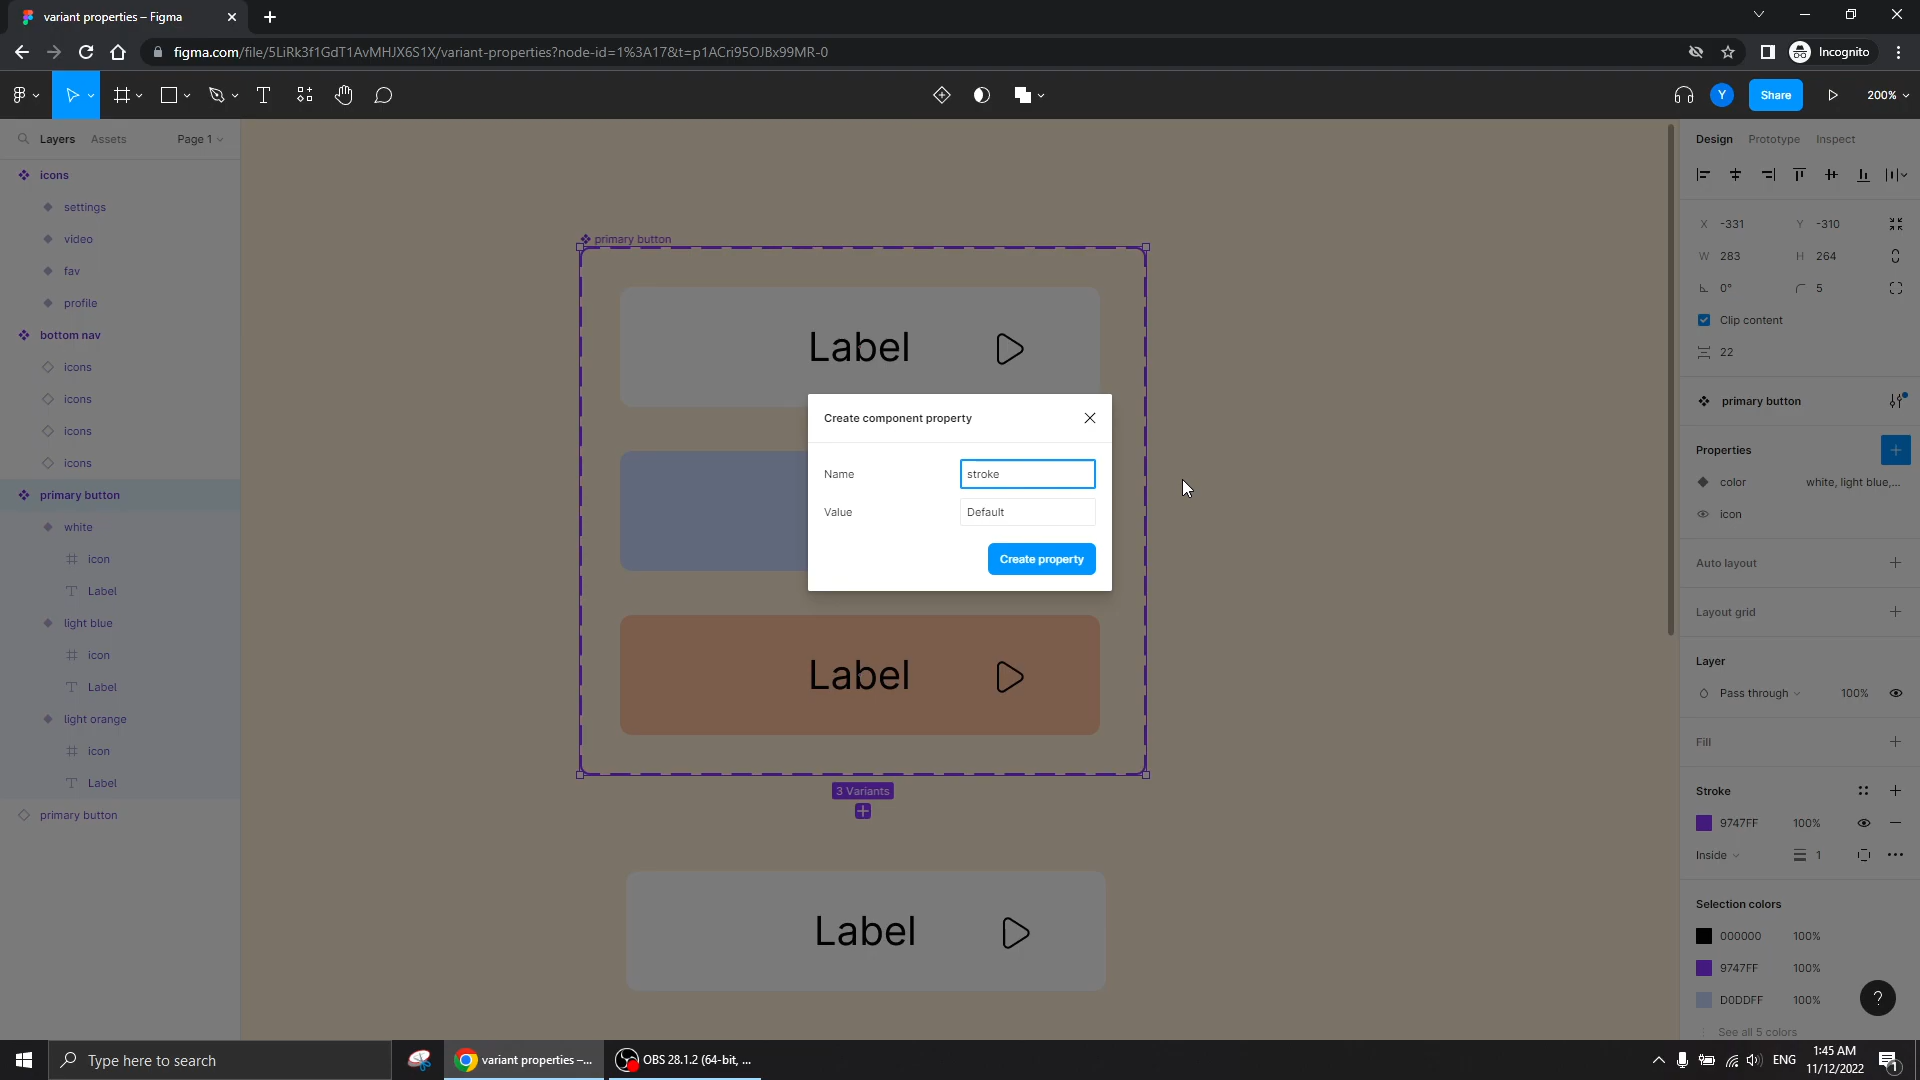 variant properties – Figma
figma.com/file/5LiRk3f1GdT1AvMHJX6S1X/variant-properties?node-id=1%3A17&t=p1ACri95OJBx99MR-0
Incognito
Y
Share
200%
Layers
Assets
Page 1
icons
settings
video
fav
profile
bottom nav
icons
icons
icons
icons
primary button
white
icon
Label
light blue
icon
Label
light orange
icon
Label
primary button
primary button
Label
Label
3 Variants
Label
Create component property
Name
stroke
Value
Default
Create property
Design
Prototype
Inspect
X -331
Y -310
W 283
H 264
0°
5
Clip content
22
primary button
Properties
color
white, light blue,...
icon
Auto layout
Layout grid
Layer
Pass through
100%
Fill
Stroke
9747FF 100%
Inside
1
Selection colors
000000 100%
9747FF 100%
D0DDFF 100%
See all 5 colors
?
Type here to search
variant properties –...
OBS 28.1.2 (64-bit, ...
ENG
1:45 AM
11/12/2022
1